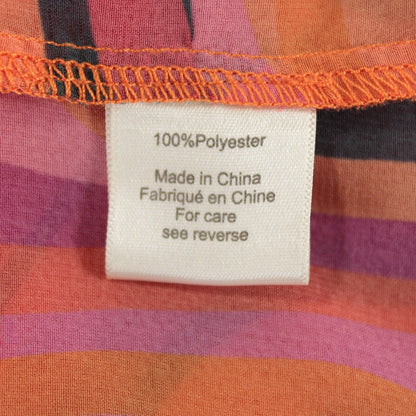 100%Polyester
Made in China
Fabriqué en Chine
For care
see reverse